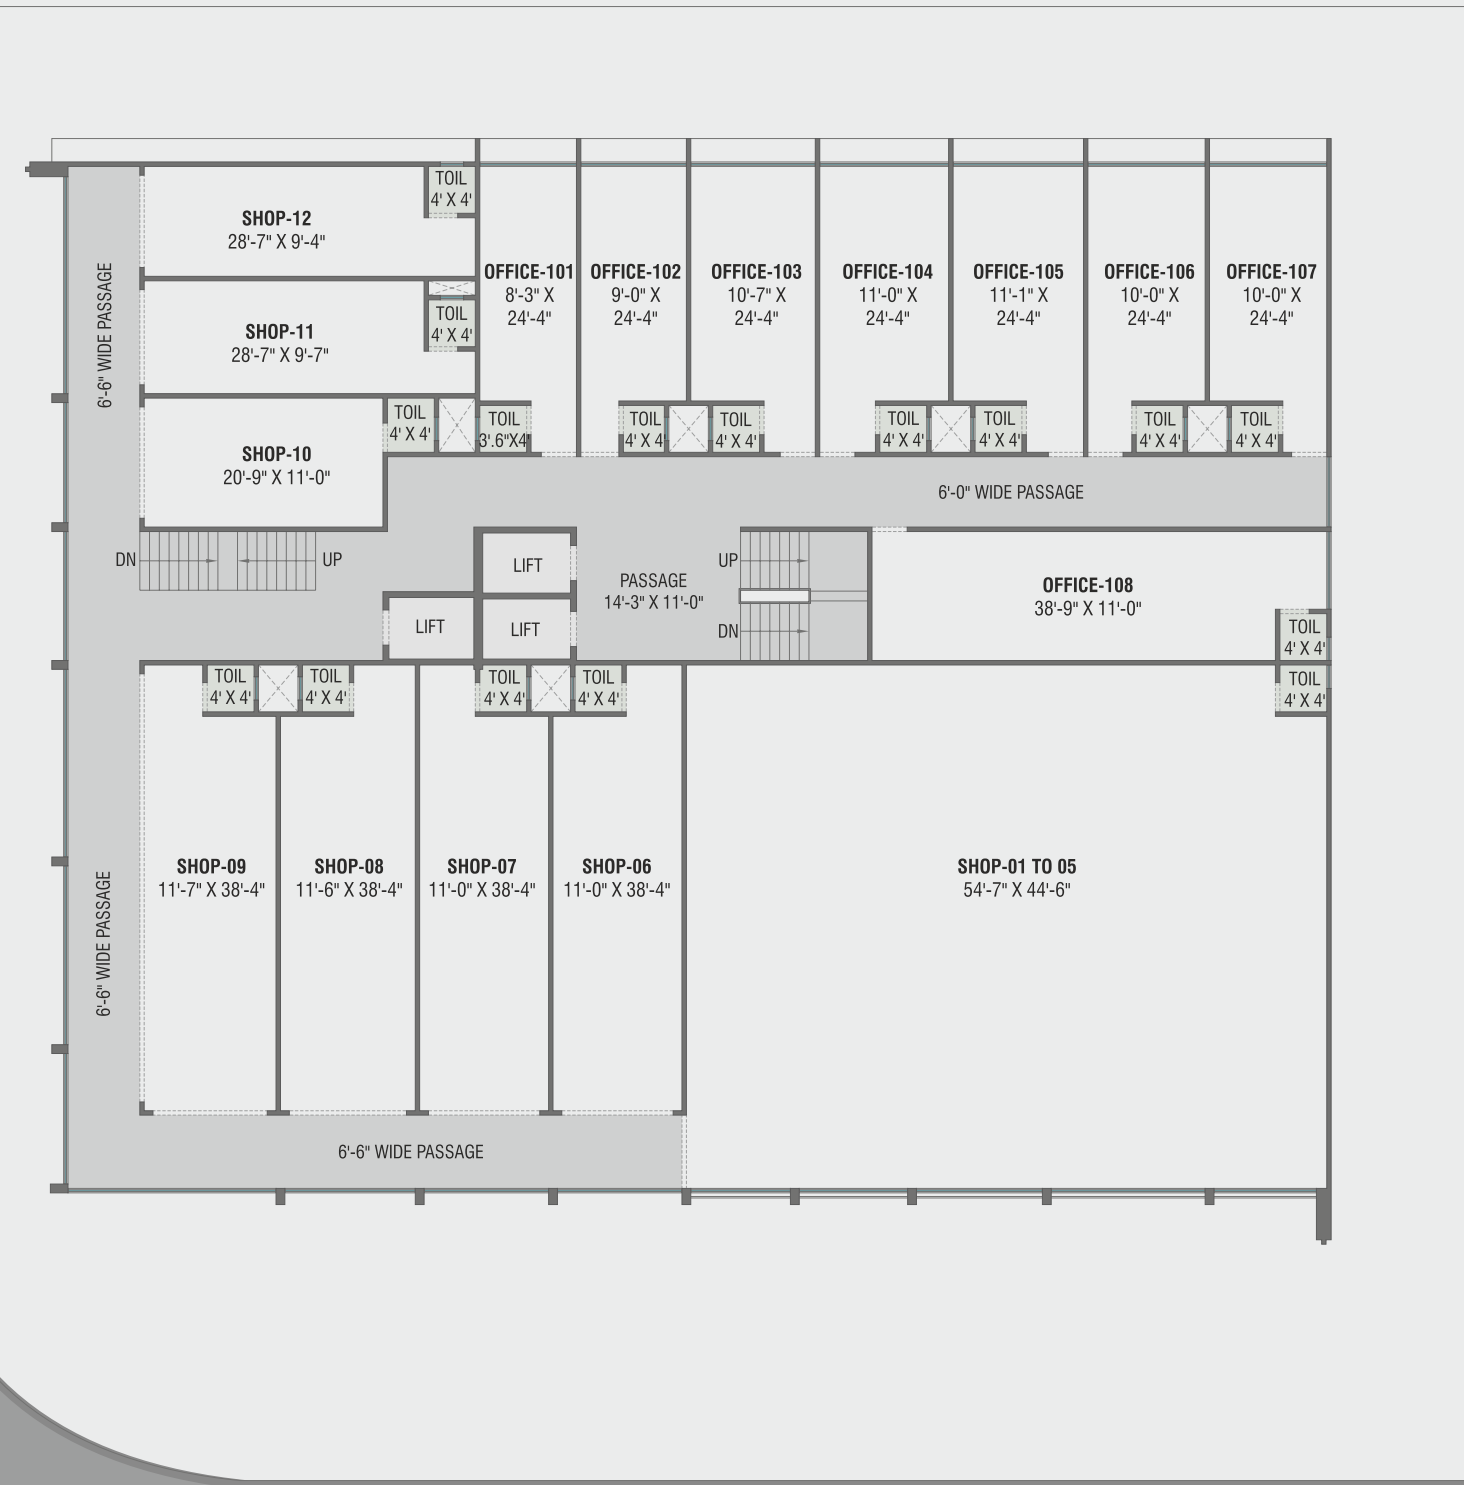 TOIL
4' X 4'
SHOP-12
28'-7" X 9'-4"
6'-6" WIDE PASSAGE
SHOP-11
28'-7" X 9'-7"
TOIL
4' X 4'
OFFICE-101
8'-3" X
24'-4"
OFFICE-102
9'-0" X
24'-4"
OFFICE-103
10'-7" X
24'-4"
OFFICE-104
11'-0" X
24'-4"
OFFICE-105
11'-1" X
24'-4"
OFFICE-106
10'-0" X
24'-4"
OFFICE-107
10'-0" X
24'-4"
SHOP-10
20'-9" X 11'-0"
TOIL
4' X 4'
TOIL
3'.6"X4'
TOIL
4' X 4'
TOIL
4' X 4'
TOIL
4' X 4'
TOIL
4' X 4'
TOIL
4' X 4'
TOIL
4' X 4'
6'-0" WIDE PASSAGE
DN
UP
LIFT
LIFT
LIFT
PASSAGE
14'-3" X 11'-0"
UP
DN
OFFICE-108
38'-9" X 11'-0"
TOIL
4' X 4'
TOIL
4' X 4'
TOIL
4' X 4'
TOIL
4' X 4'
TOIL
4' X 4'
TOIL
4' X 4'
6'-6" WIDE PASSAGE
SHOP-09
11'-7" X 38'-4"
SHOP-08
11'-6" X 38'-4"
SHOP-07
11'-0" X 38'-4"
SHOP-06
11'-0" X 38'-4"
SHOP-01 TO 05
54'-7" X 44'-6"
6'-6" WIDE PASSAGE